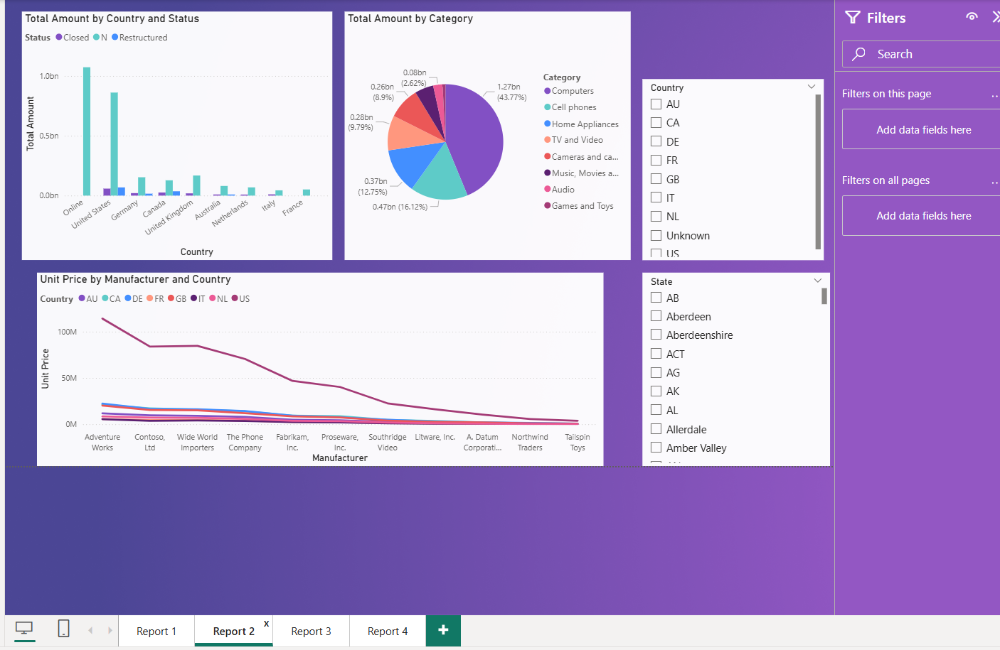 Total Amount by Country and Status
Status Closed N Restructured
1.0bn
0.5bn
0.0bn
Total Amount
Online
United States
Germany
Canada
United Kingdom
Australia
Netherlands
Italy
France
Country
Total Amount by Category
0.08bn
(2.62%)
0.26bn
(8.9%)
0.28bn
(9.79%)
0.37bn
(12.75%)
0.47bn (16.12%)
1.27bn
(43.77%)
Category
Computers
Cell phones
Home Appliances
TV and Video
Cameras and ca...
Music, Movies a...
Audio
Games and Toys
Country
AU
CA
DE
FR
GB
IT
NL
Unknown
US
Unit Price by Manufacturer and Country
Country AU CA DE FR GB IT NL US
100M
50M
0M
Unit Price
Adventure
Works
Contoso,
Ltd
Wide World
Importers
The Phone
Company
Fabrikam,
Inc.
Proseware,
Inc.
Southridge
Video
Litware, Inc.
A. Datum
Corporati...
Northwind
Traders
Tailspin
Toys
Manufacturer
State
AB
Aberdeen
Aberdeenshire
ACT
AG
AK
AL
Allerdale
Amber Valley
Filters
Search
Filters on this page
Add data fields here
Filters on all pages
Add data fields here
Report 1
Report 2 x
Report 3
Report 4
+